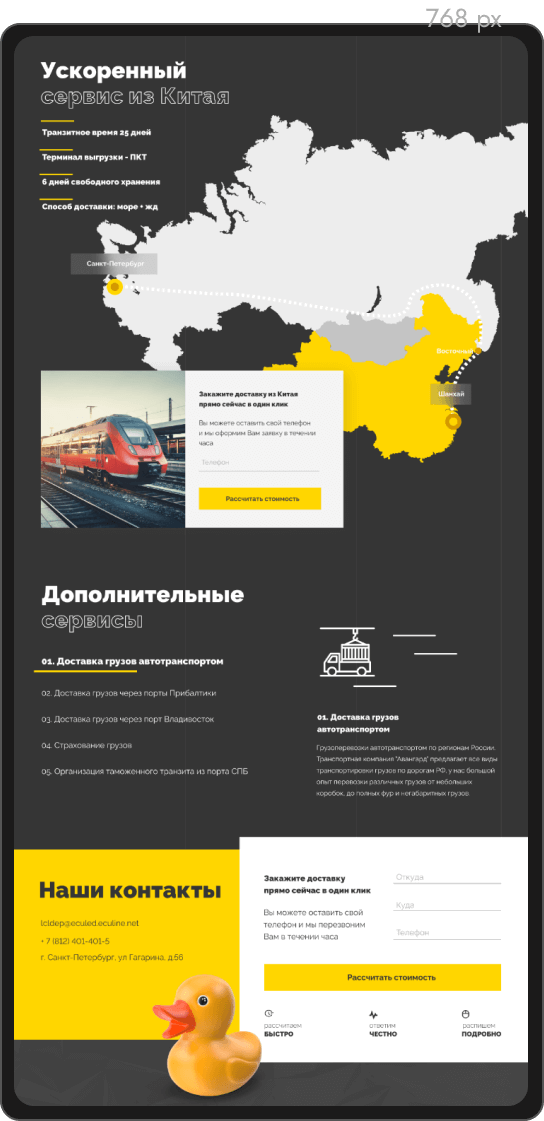 768 px
Ускоренный
сервис из Китая
Транзитное время 25 дней
Терминал выгрузки - ПКТ
6 дней свободного хранения
Способ доставки: море + жд
Санкт-Петербург
Восточный
Шанхай
Закажите доставку из Китая
прямо сейчас в один клик
Вы можете оставить свой телефон
и мы оформим Вам заявку в течении
часа
Телефон
Рассчитать стоимость
Дополнительные
сервисы
01. Доставка грузов автотранспортом
02. Доставка грузов через порты Прибалтики
03. Доставка грузов через порт Владивосток
04. Страхование грузов
05. Организация таможенного транзита из порта СПБ
01. Доставка грузов
автотранспортом
Грузоперевозки автотранспортом по регионам России.
Транспортная компания "Авангард" предлагает все виды
транспортировки грузов по дорогам РФ, у нас большой
опыт перевозки различных грузов от небольших
коробок, до полных фур и негабаритных грузов
Наши контакты
lcldep@eculed.eculine.net
+ 7 (812) 401-401-5
г. Санкт-Петербург, ул Гагарина, д.56
Закажите доставку
прямо сейчас в один клик
Вы можете оставить свой
телефон и мы перезвоним
Вам в течении часа
Откуда
Куда
Телефон
Рассчитать стоимость
рассчитаем
БЫСТРО
ответим
ЧЕСТНО
распишем
ПОДРОБНО